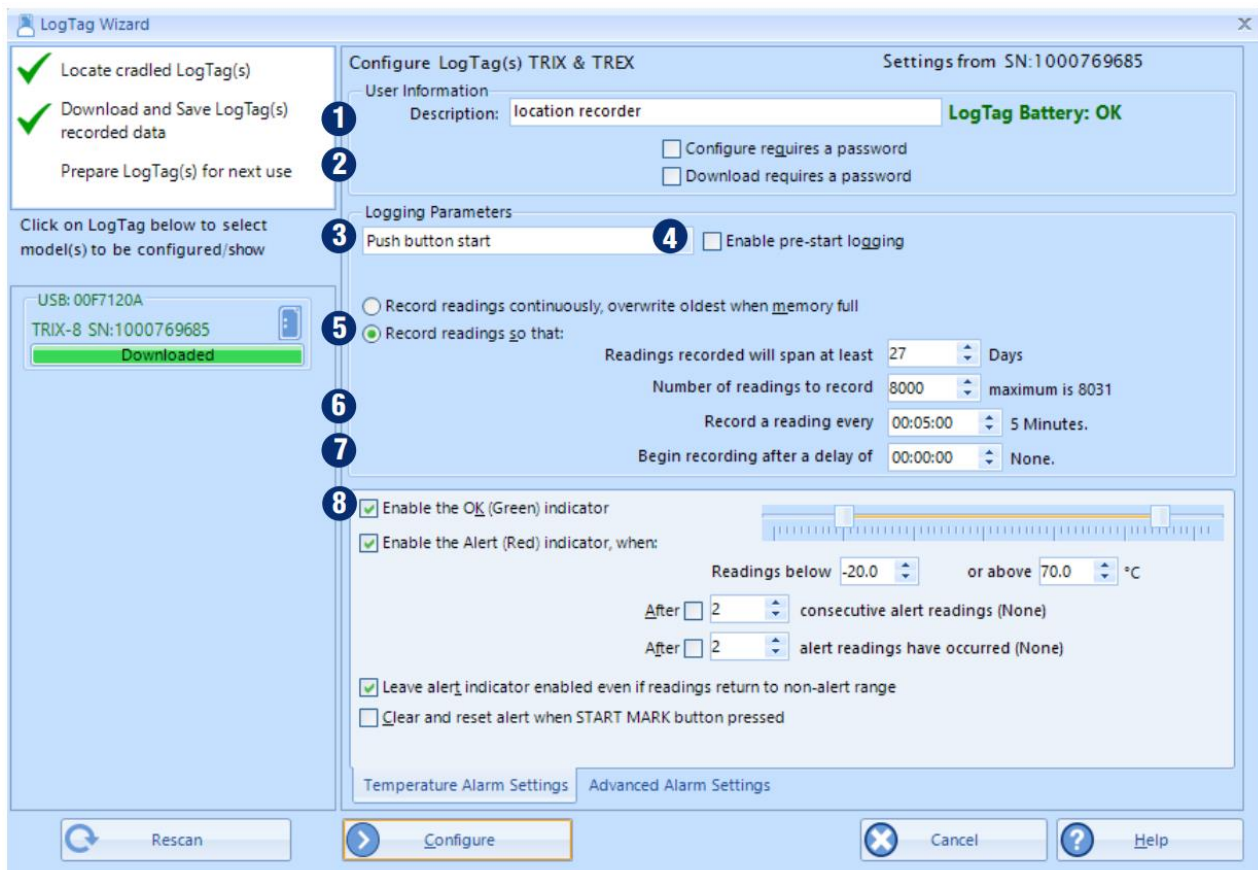 LogTag Wizard
X
Locate cradled LogTag(s)
Download and Save LogTag(s)
recorded data
Prepare LogTag(s) for next use
Click on LogTag below to select
model(s) to be configured/show
USB: 00F7120A
TRIX-8 SN:1000769685
Downloaded
Configure LogTag(s) TRIX & TREX
Settings from SN:1000769685
User Information
1
Description: location recorder
LogTag Battery: OK
2
Configure requires a password
Download requires a password
Logging Parameters
3
Push button start
4
Enable pre-start logging
Record readings continuously, overwrite oldest when memory full
5
Record readings so that:
Readings recorded will span at least 27 Days
Number of readings to record 8000 maximum is 8031
6
Record a reading every 00:05:00 5 Minutes.
7
Begin recording after a delay of 00:00:00 None.
8
Enable the OK (Green) indicator
Enable the Alert (Red) indicator, when:
Readings below -20.0 or above 70.0 °C
After 2 consecutive alert readings (None)
After 2 alert readings have occurred (None)
Leave alert indicator enabled even if readings return to non-alert range
Clear and reset alert when START MARK button pressed
Temperature Alarm Settings
Advanced Alarm Settings
Rescan
Configure
Cancel
? Help